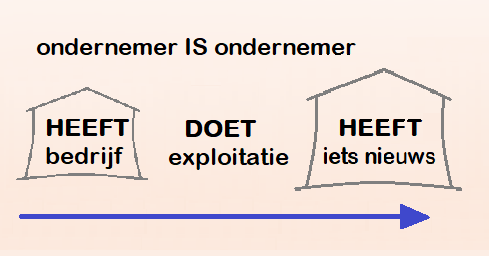 ondernemer IS ondernemer
HEEFT
bedrijf
DOET
exploitatie
HEEFT
iets nieuws